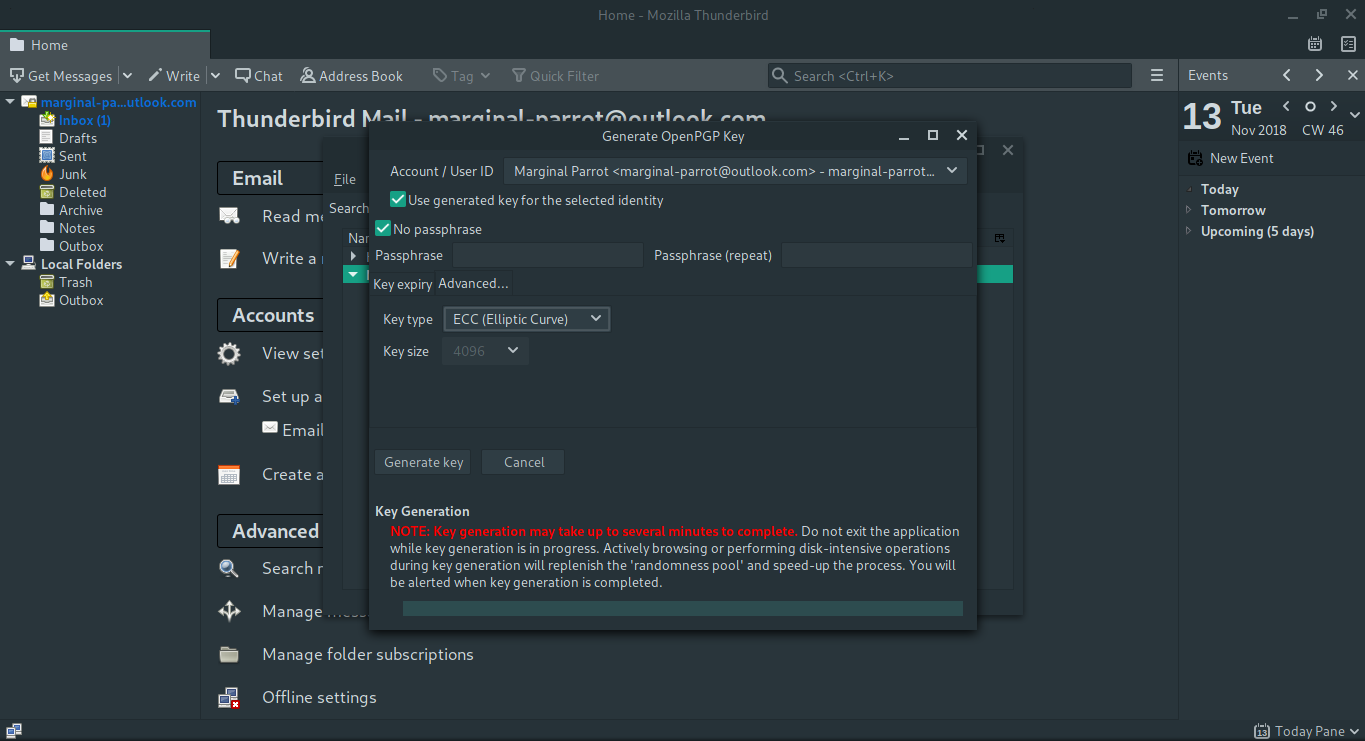 Home - Mozilla Thunderbird
Home
Get Messages
Write
Chat
Address Book
Tag
Quick Filter
Search <Ctrl+K>
Events
marginal-pa...utlook.com
Inbox (1)
Drafts
Sent
Junk
Deleted
Archive
Notes
Outbox
Local Folders
Trash
Outbox
Thunderbird Mail - marginal-parrot@outlook.com
Email
Read me
Write a
Accounts
View set
Set up a
Email
Create a
Advanced
Search
Manage
Manage folder subscriptions
Offline settings
File
Search
Nam
Generate OpenPGP Key
Account / User ID
Marginal Parrot <marginal-parrot@outlook.com> - marginal-parrot...
Use generated key for the selected identity
No passphrase
Passphrase
Passphrase (repeat)
Key expiry
Advanced...
Key type
ECC (Elliptic Curve)
Key size
4096
Generate key
Cancel
Key Generation
NOTE: Key generation may take up to several minutes to complete. Do not exit the application
while key generation is in progress. Actively browsing or performing disk-intensive operations
during key generation will replenish the 'randomness pool' and speed-up the process. You will
be alerted when key generation is completed.
13
Tue
Nov 2018
CW 46
New Event
Today
Tomorrow
Upcoming (5 days)
13
Today Pane